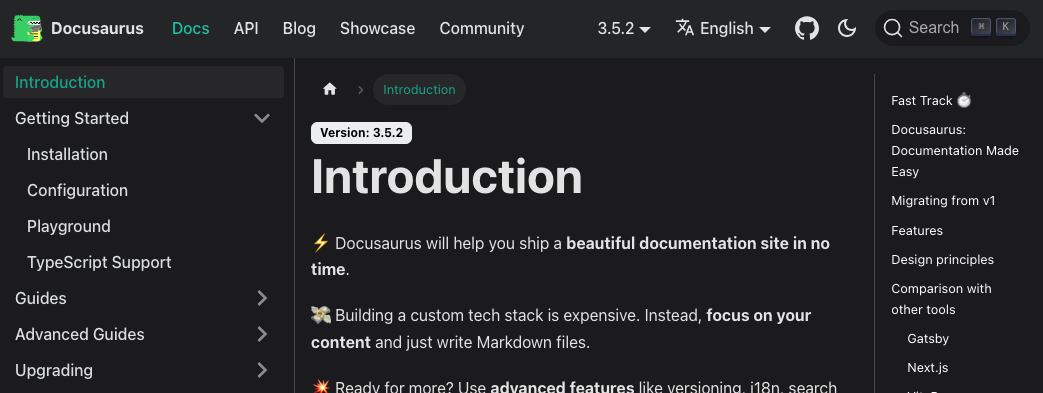 Docusaurus Docs API Blog Showcase Community 3.5.2 English Search ⌘ K
Introduction
Getting Started
Installation
Configuration
Playground
TypeScript Support
Guides
Advanced Guides
Upgrading
Introduction
Version: 3.5.2
Introduction
⚡ Docusaurus will help you ship a beautiful documentation site in no
time.
💸 Building a custom tech stack is expensive. Instead, focus on your
content and just write Markdown files.
💥 Ready for more? Use advanced features like versioning, i18n, search
Fast Track ⏱️
Docusaurus:
Documentation Made
Easy
Migrating from v1
Features
Design principles
Comparison with
other tools
Gatsby
Next.js